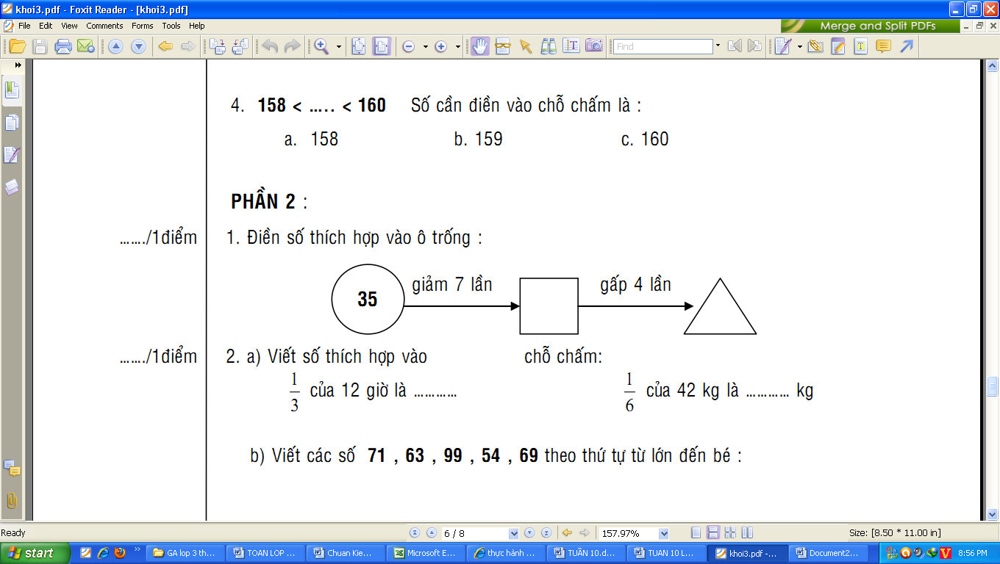 khoi3.pdf - Foxit Reader - [khoi3.pdf]
File Edit View Comments Forms Tools Help
Merge and Split PDFs
Find
4. 158 < ..... < 160 Số cần điền vào chỗ chấm là :
a. 158 b. 159 c. 160
PHẦN 2 :
……./1điểm 1. Điền số thích hợp vào ô trống :
35 giảm 7 lần gấp 4 lần
……./1điểm 2. a) Viết số thích hợp vào chỗ chấm:
1/3 của 12 giờ là ………… 1/6 của 42 kg là ………… kg
b) Viết các số 71 , 63 , 99 , 54 , 69 theo thứ tự từ lớn đến bé :
Ready 6 / 8 157.97% Size: [8.50 * 11.00 in]
start GA lop 3 th... TOAN LOP ... Chuan Kie... Microsoft E... thực hành ... TUẦN 10.d... TUAN 10 L... khoi3.pdf -... Document2... V 8:56 PM